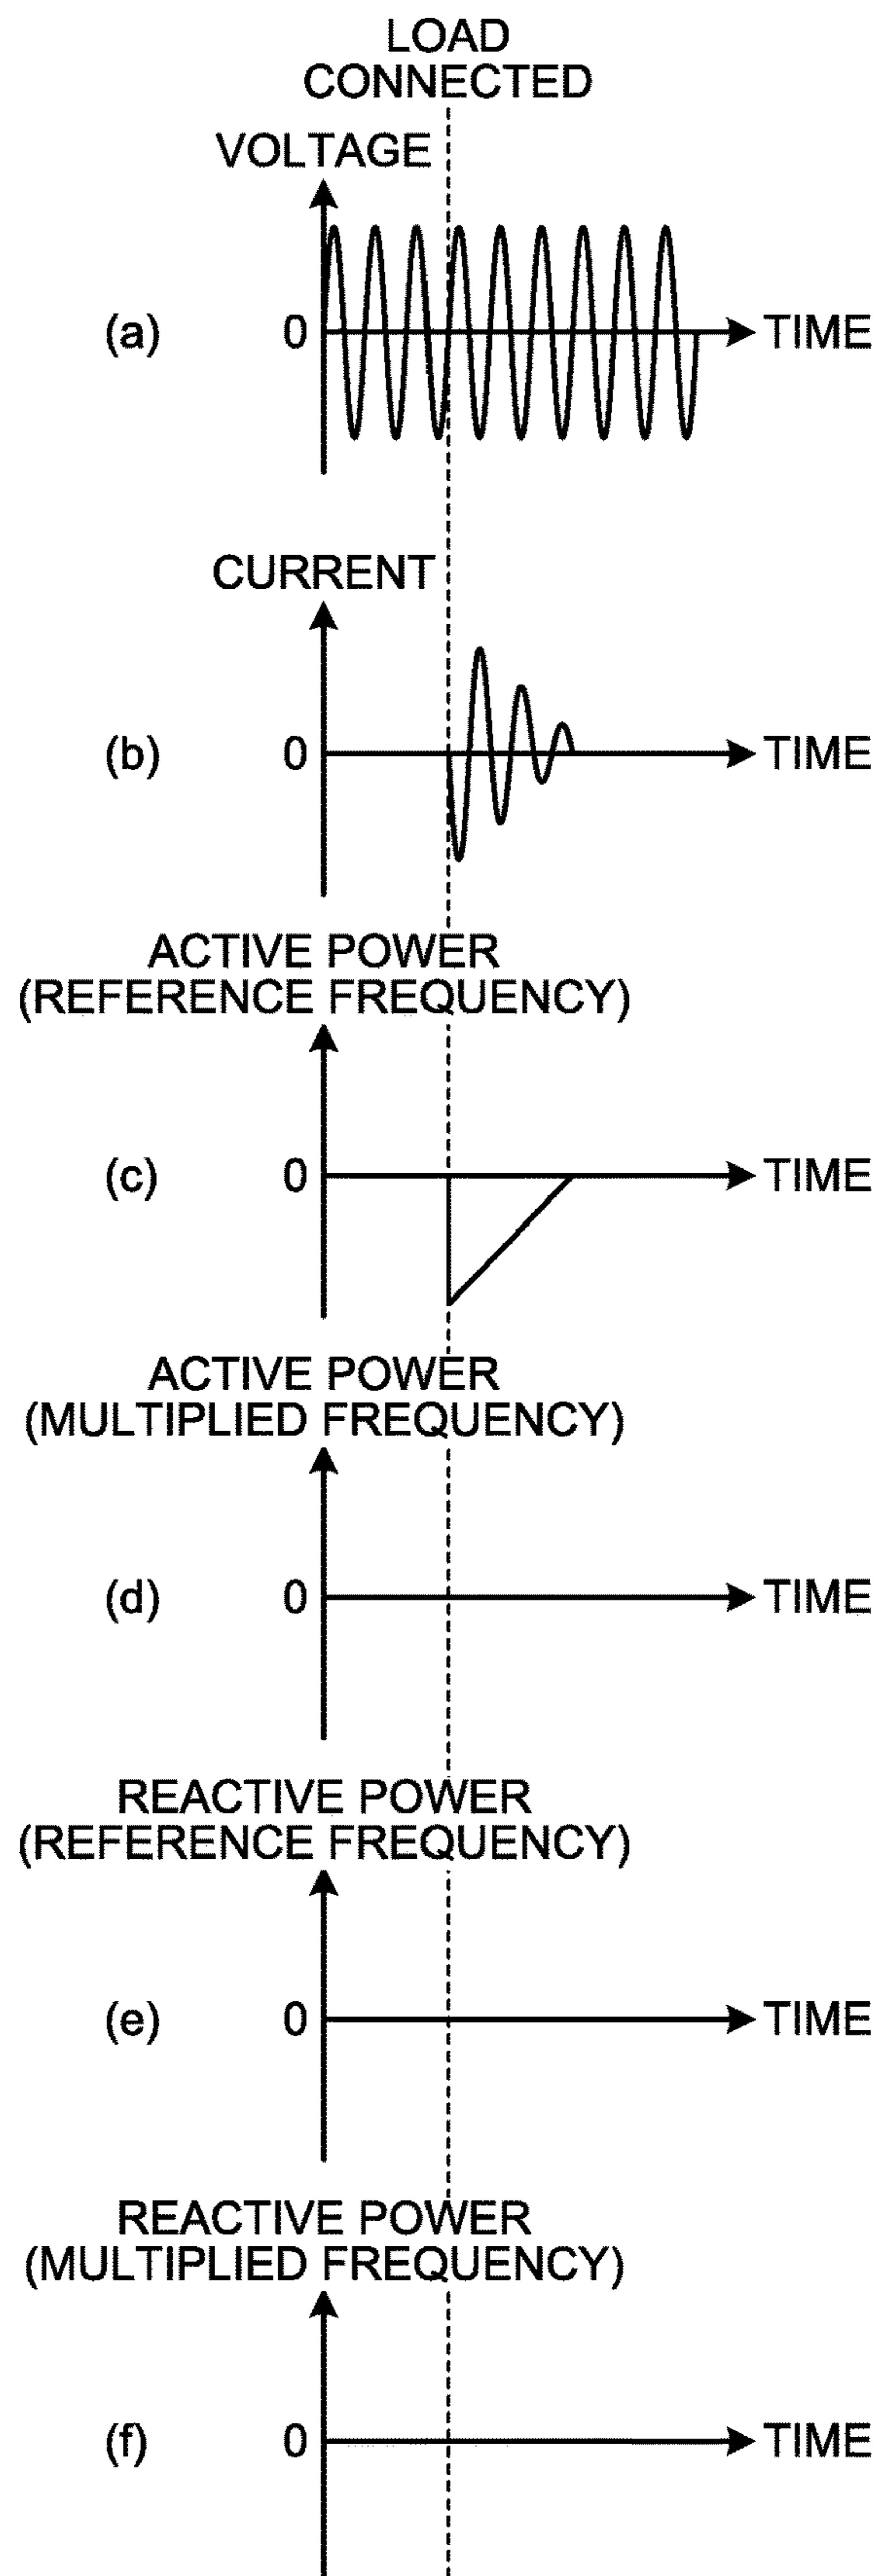 LOAD
CONNECTED
VOLTAGE
(a)
0
TIME
CURRENT
(b)
0
TIME
ACTIVE POWER
(REFERENCE FREQUENCY)
(c)
0
TIME
ACTIVE POWER
(MULTIPLIED FREQUENCY)
(d)
0
TIME
REACTIVE POWER
(REFERENCE FREQUENCY)
(e)
0
TIME
REACTIVE POWER
(MULTIPLIED FREQUENCY)
(f)
0
TIME